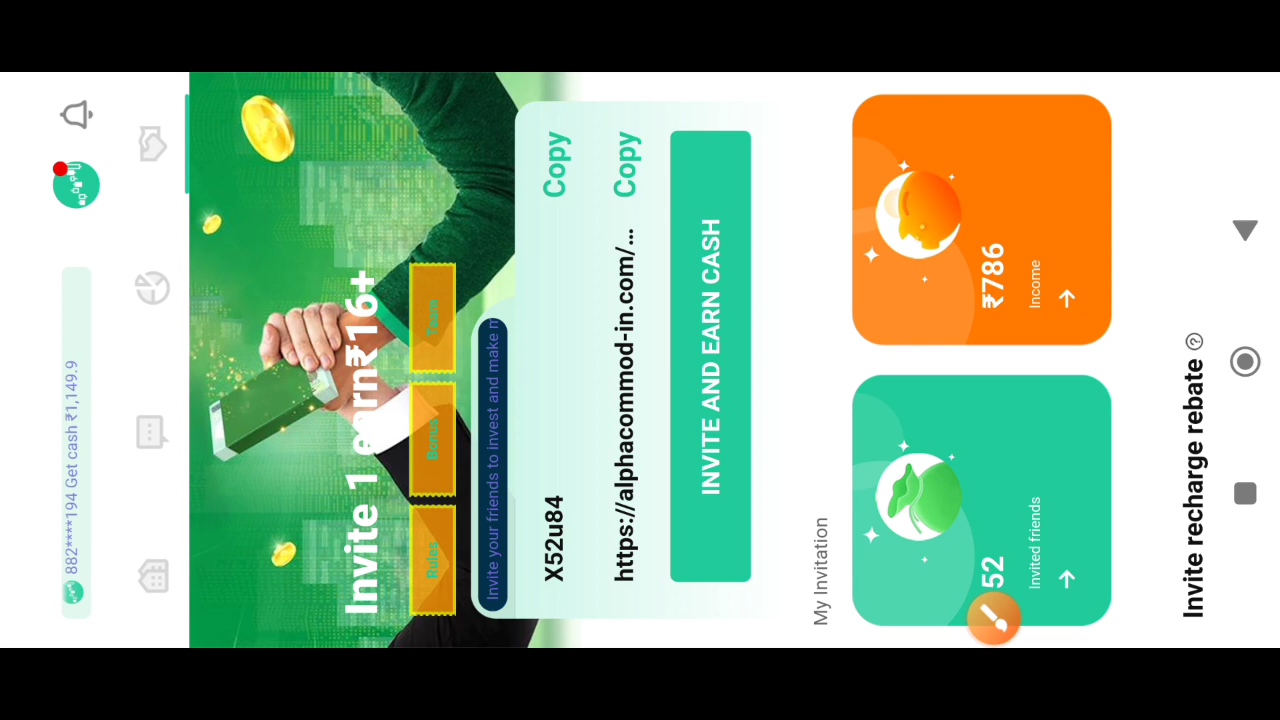 882****194 Get cash ₹1,149.9
Invite 1 earn₹16+
Rules
Bonus
Team
Invite your friends to invest and make m
X52u84
Copy
https://alphacommod-in.com/...
Copy
INVITE AND EARN CASH
My Invitation
52
Invited friends
₹786
Income
Invite recharge rebate